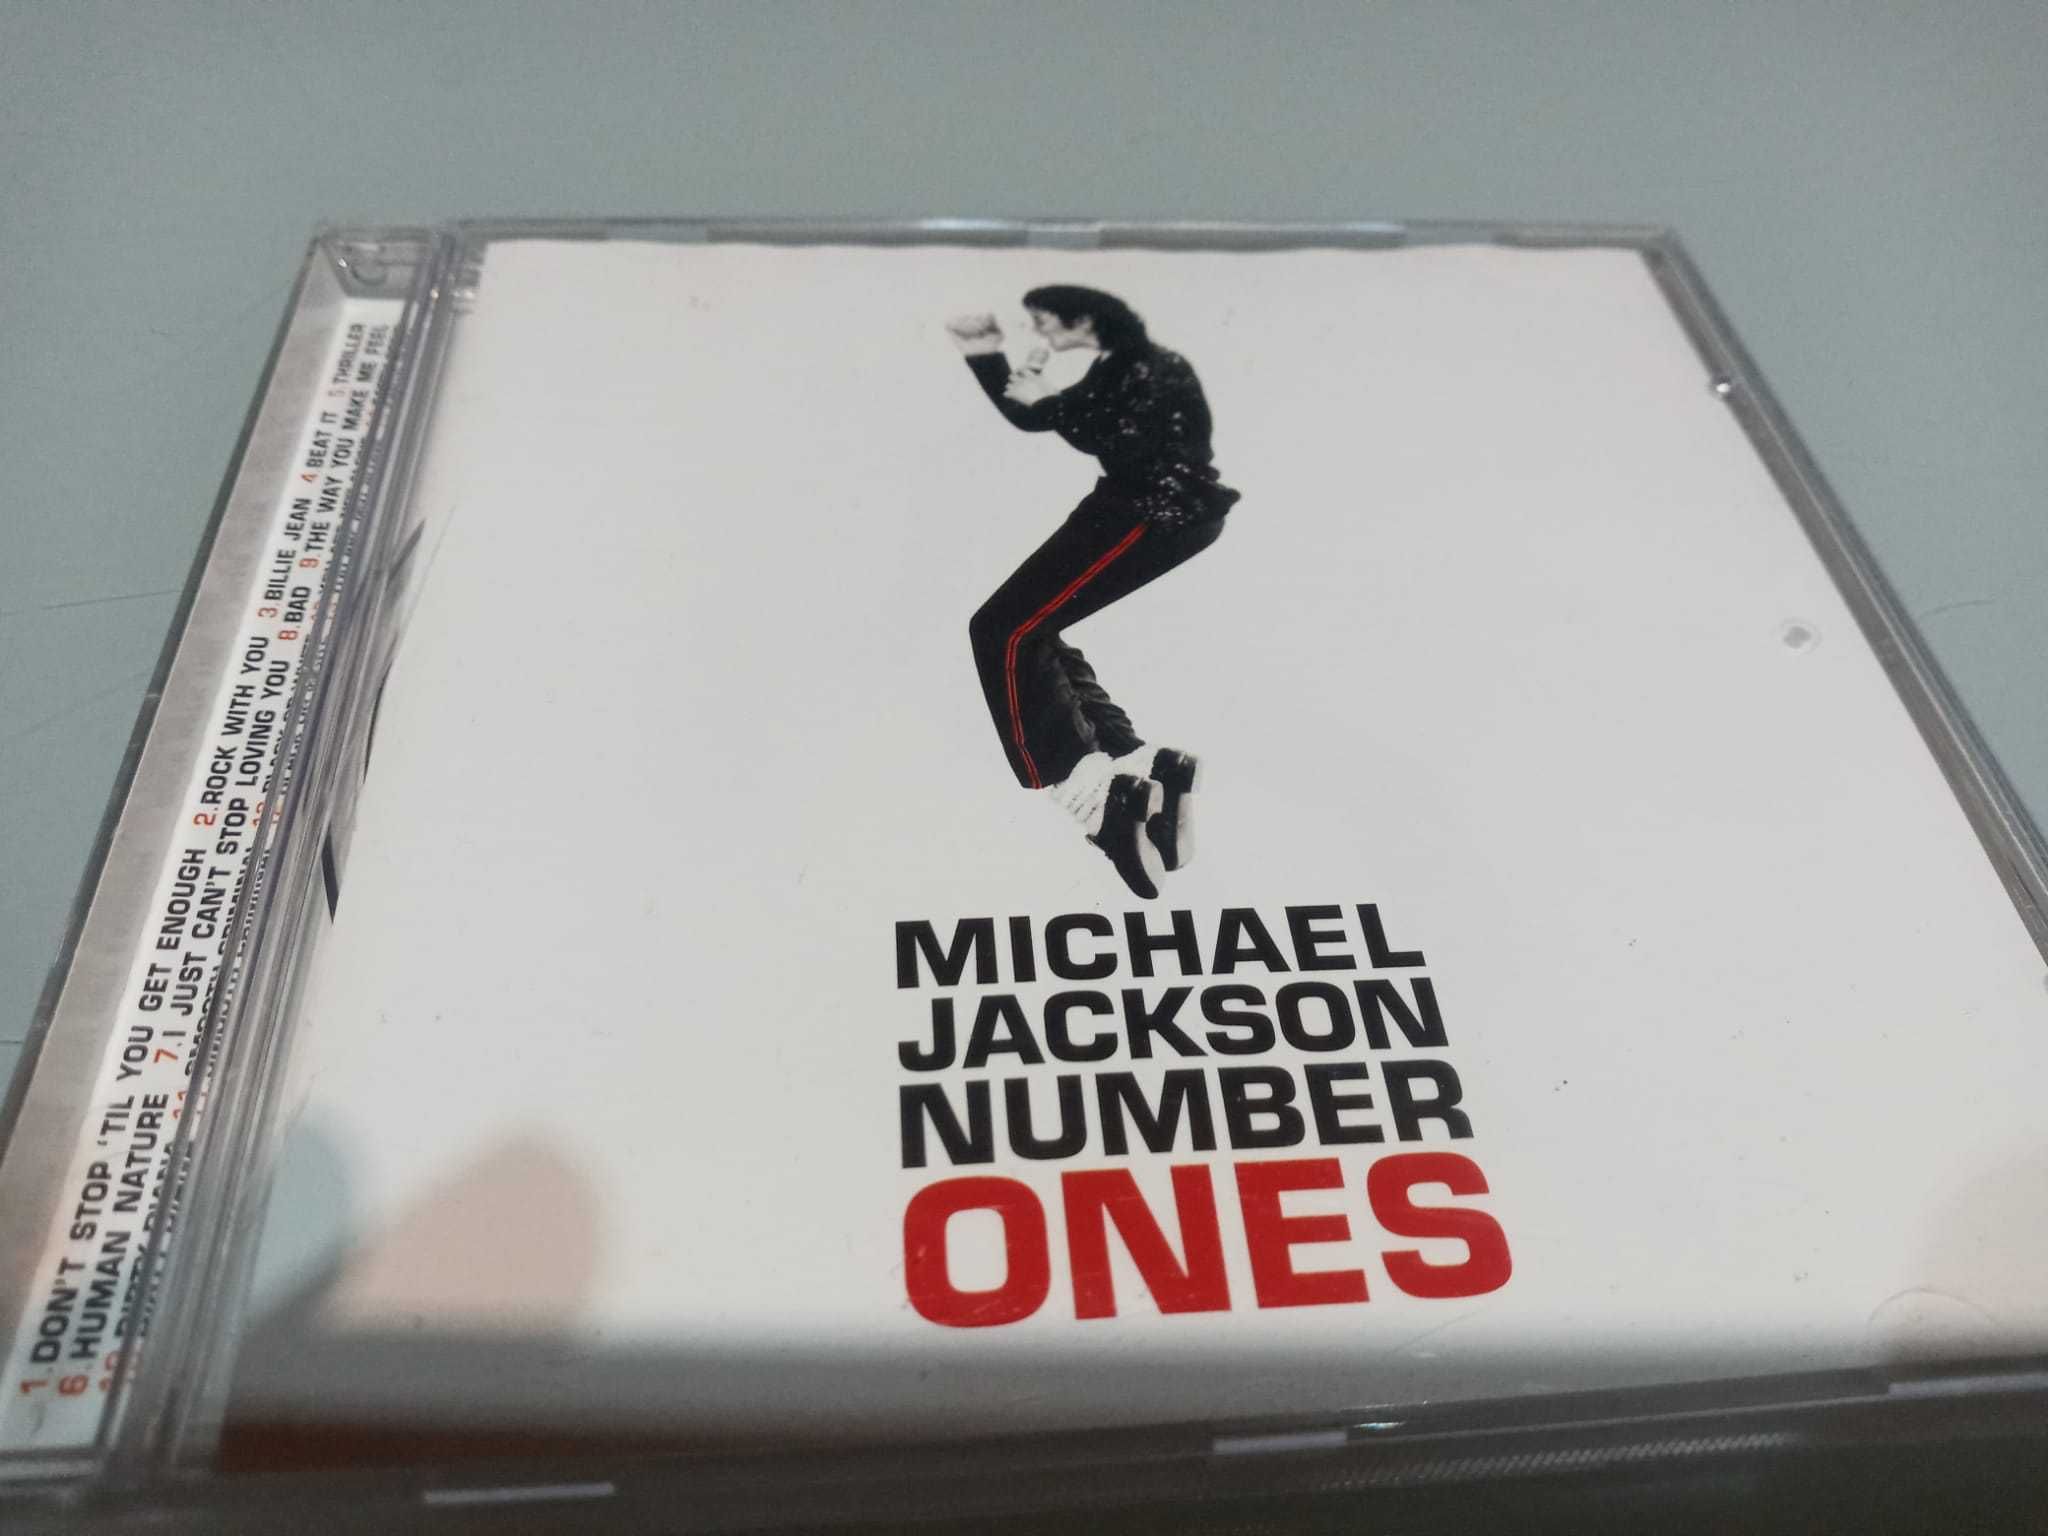 1.DON'T STOP 'TIL YOU GET ENOUGH 2.ROCK WITH YOU 3.BILLIE JEAN 4.BEAT IT 5.THRILLER
6.HUMAN NATURE 7.I JUST CAN'T STOP LOVING YOU 8.BAD 9.THE WAY YOU MAKE ME FEEL
MICHAEL
JACKSON
NUMBER
ONES